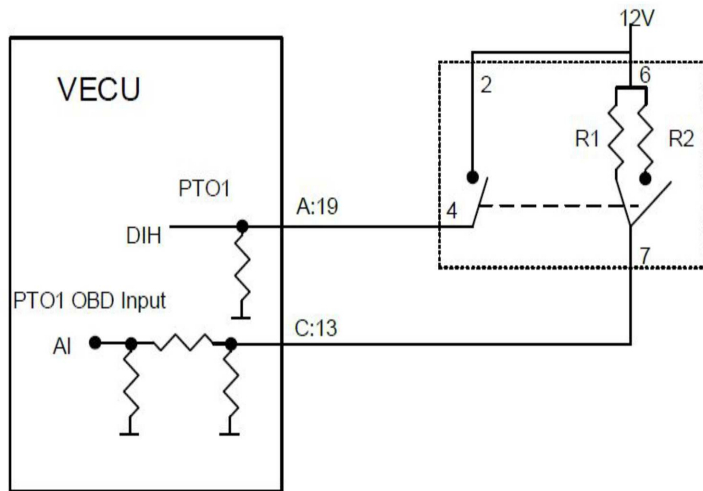 12V
VECU
2
6
R1
R2
PTO1
A:19
4
DIH
7
PTO1 OBD Input
C:13
AI